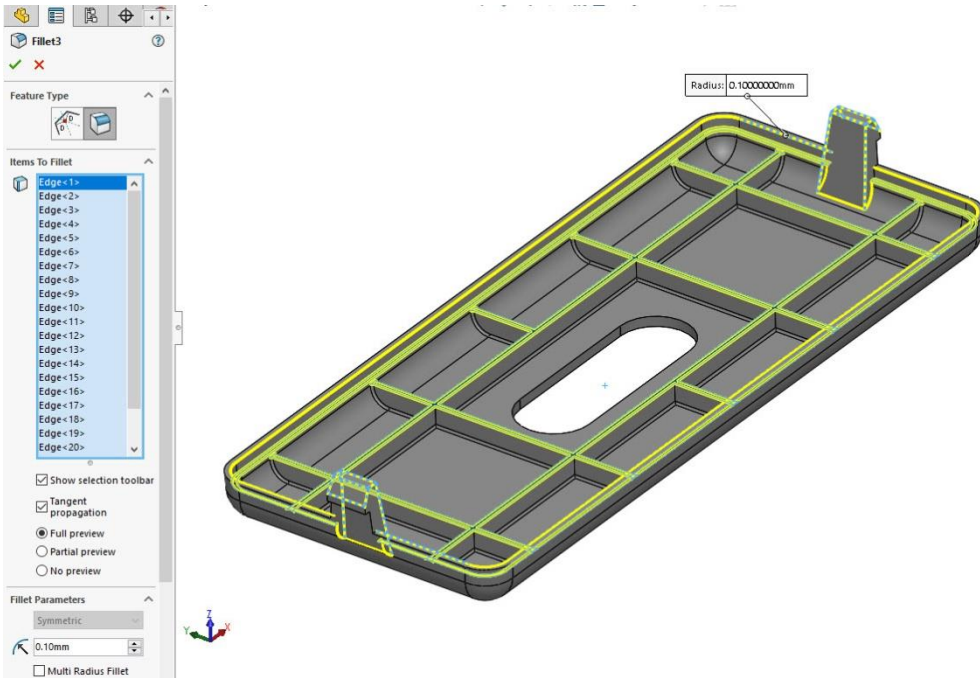 Fillet3
Feature Type
Items To Fillet
Edge<1>
Edge<2>
Edge<3>
Edge<4>
Edge<5>
Edge<6>
Edge<7>
Edge<8>
Edge<9>
Edge<10>
Edge<11>
Edge<12>
Edge<13>
Edge<14>
Edge<15>
Edge<16>
Edge<17>
Edge<18>
Edge<19>
Edge<20>
Show selection toolbar
Tangent
propagation
Full preview
Partial preview
No preview
Fillet Parameters
Symmetric
0.10mm
Multi Radius Fillet
Radius: 0.10000000mm
Z
Y
X